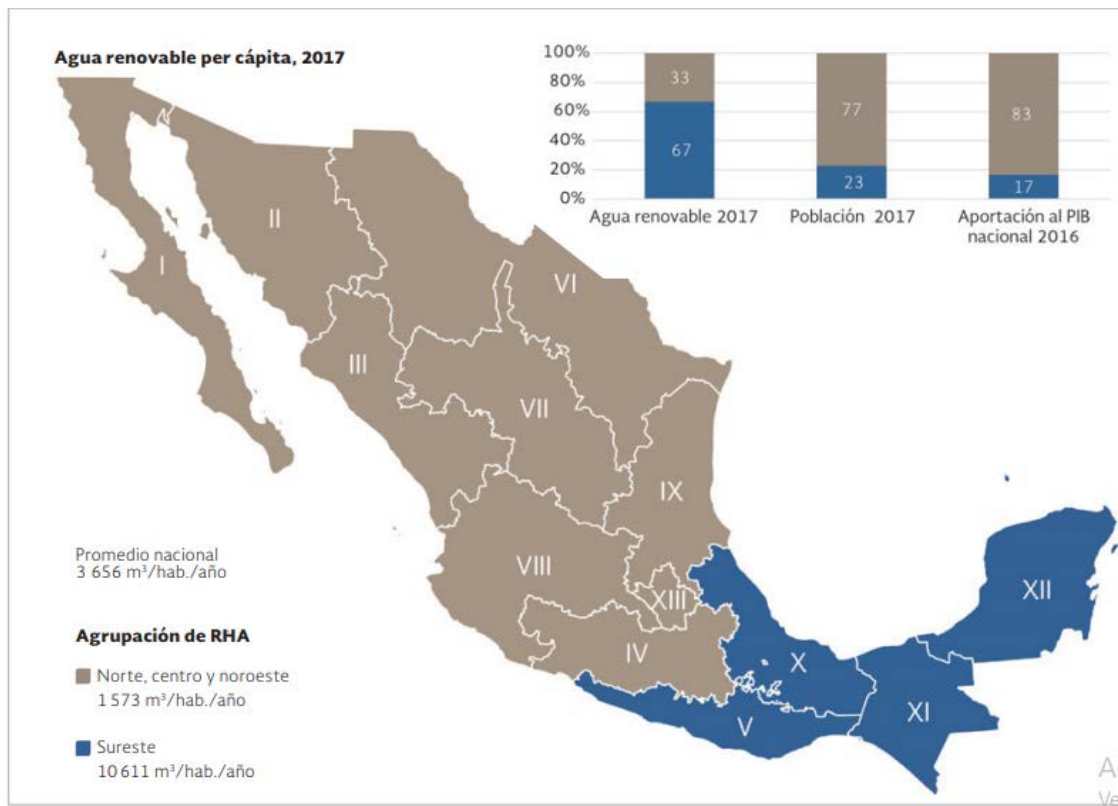 Agua renovable per cápita, 2017
100%
80%
60%
40%
20%
0%
33
67
77
23
83
17
Agua renovable 2017
Población 2017
Aportación al PIB
nacional 2016
I
II
III
VI
VII
IX
VIII
XIII
IV
X
V
XI
XII
Promedio nacional
3 656 m³/hab./año
Agrupación de RHA
Norte, centro y noroeste
1 573 m³/hab./año
Sureste
10 611 m³/hab./año